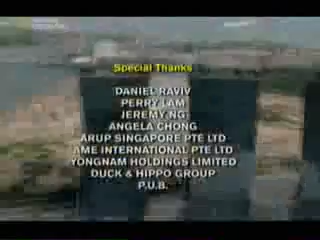 Special Thanks
DANIEL RAVIV
PERRY LAM
JEREMY NG
ANGELA CHONG
ARUP SINGAPORE PTE LTD
AME INTERNATIONAL PTE LTD
YONGNAM HOLDINGS LIMITED
DUCK & HIPPO GROUP
P.U.B.